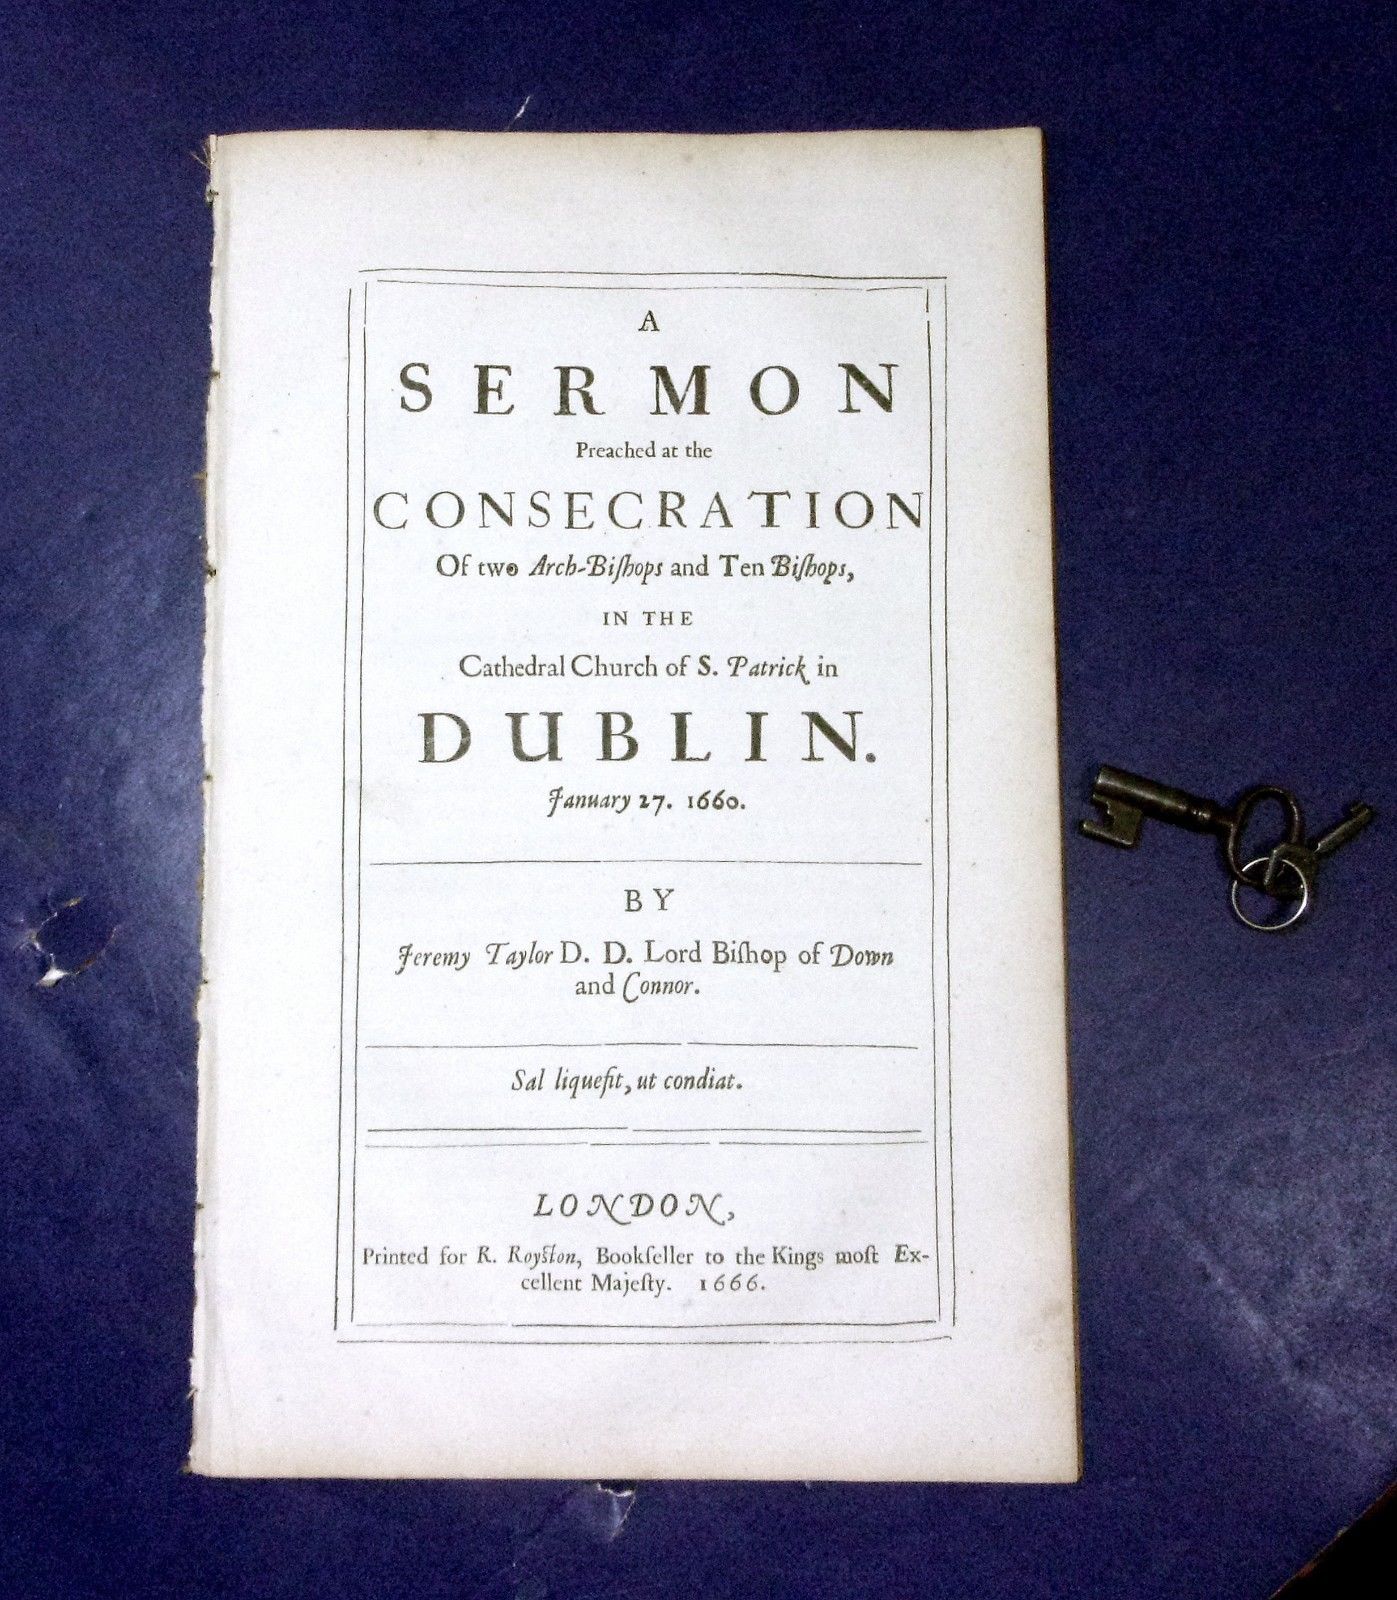 A
SERMON
Preached at the
CONSECRATION
Of two Arch-Biſhops and Ten Biſhops,
IN THE
Cathedral Church of S. Patrick in
DUBLIN.
January 27. 1660.
BY
Jeremy Taylor D. D. Lord Biſhop of Down
and Connor.
Sal liquefit, ut condiat.
LONDON,
Printed for R. Royſton, Bookſeller to the Kings moſt Ex-
cellent Majeſty. 1666.